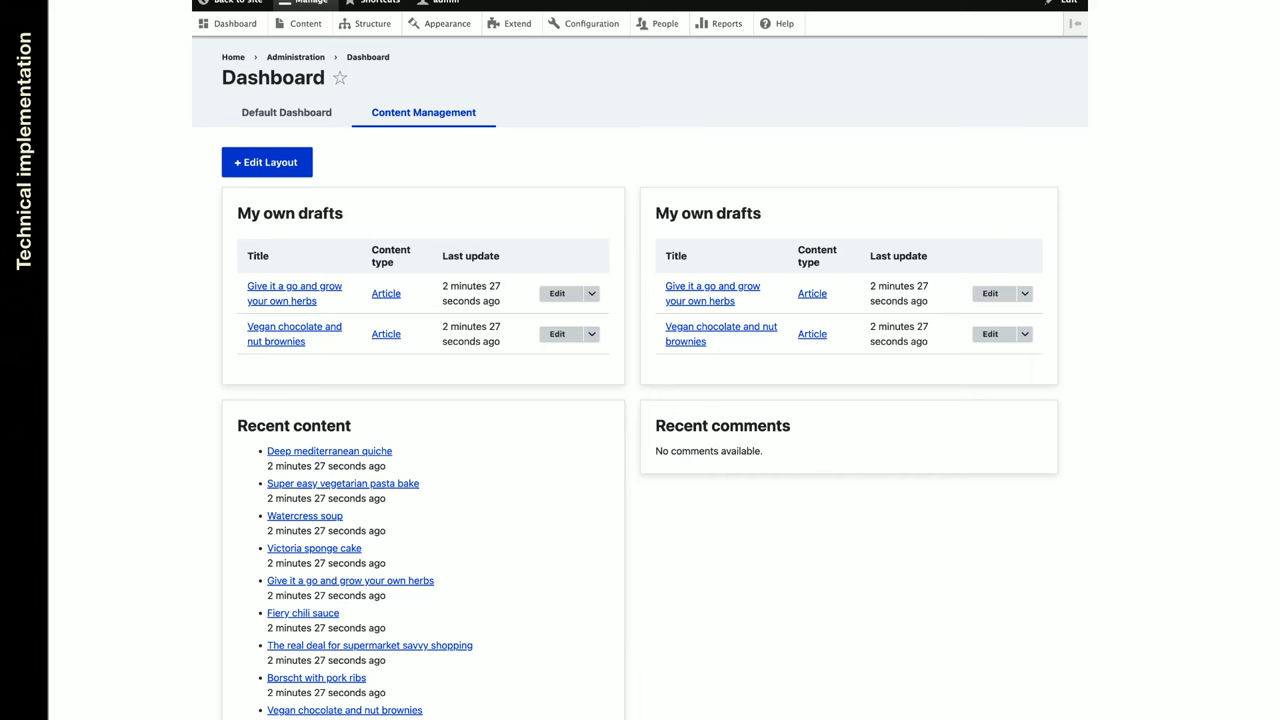 Technical implementation
Back to site Manage Shortcuts admin Edit
Dashboard Content Structure Appearance Extend Configuration People Reports Help
Home › Administration › Dashboard
Dashboard
Default Dashboard Content Management
+ Edit Layout
My own drafts
Title Content type Last update
Give it a go and grow your own herbs Article 2 minutes 27 seconds ago Edit
Vegan chocolate and nut brownies Article 2 minutes 27 seconds ago Edit
My own drafts
Title Content type Last update
Give it a go and grow your own herbs Article 2 minutes 27 seconds ago Edit
Vegan chocolate and nut brownies Article 2 minutes 27 seconds ago Edit
Recent content
• Deep mediterranean quiche
2 minutes 27 seconds ago
• Super easy vegetarian pasta bake
2 minutes 27 seconds ago
• Watercress soup
2 minutes 27 seconds ago
• Victoria sponge cake
2 minutes 27 seconds ago
• Give it a go and grow your own herbs
2 minutes 27 seconds ago
• Fiery chili sauce
2 minutes 27 seconds ago
• The real deal for supermarket savvy shopping
2 minutes 27 seconds ago
• Borscht with pork ribs
2 minutes 27 seconds ago
• Vegan chocolate and nut brownies
Recent comments
No comments available.